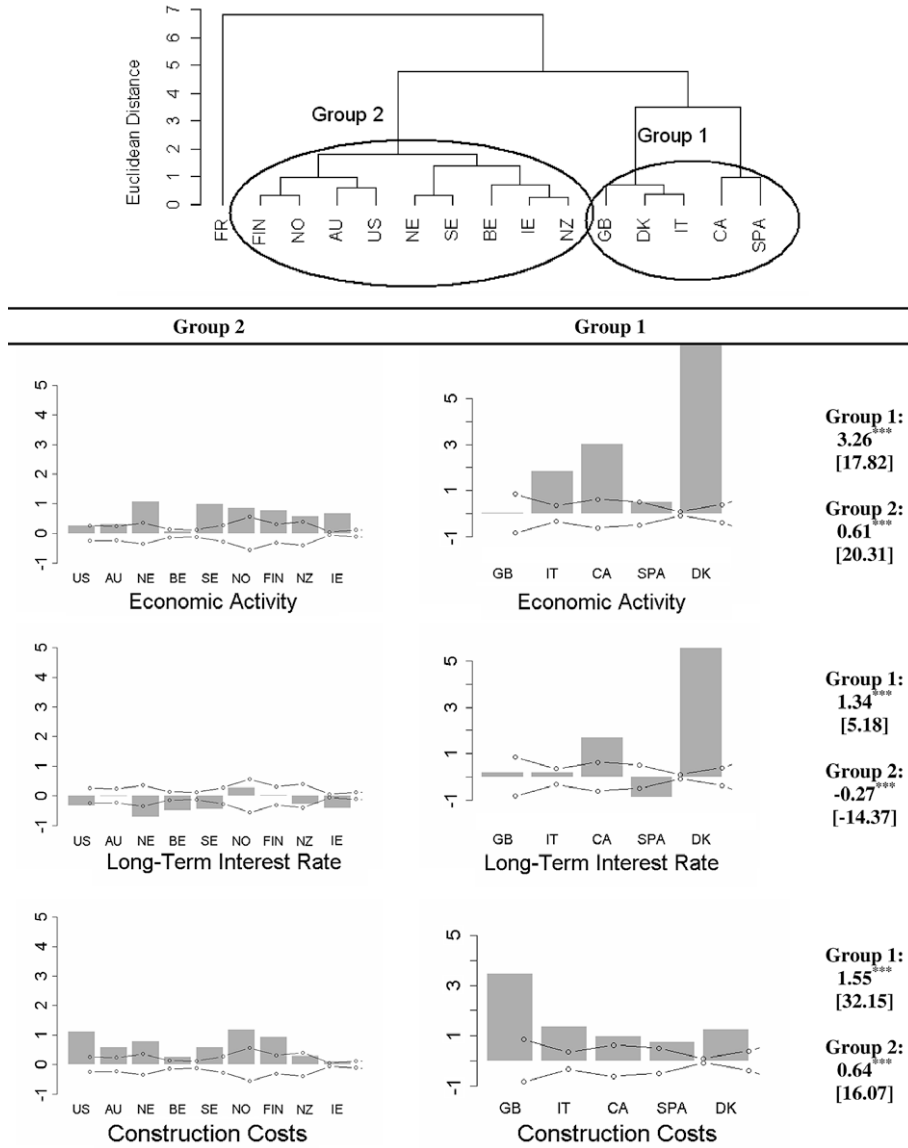 7
6
5
4
3
2
1
0
Euclidean Distance
Group 2
Group 1
FR
FIN
NO
AU
US
NE
SE
BE
IE
NZ
GB
DK
IT
CA
SPA
Group 2 Group 1
5
4
3
2
1
0
-1
US AU NE BE SE NO FIN NZ IE
Economic Activity
5
3
1
-1
GB IT CA SPA DK
Economic Activity
Group 1:
3.26***
[17.82]
Group 2:
0.61***
[20.31]
5
4
3
2
1
0
-1
US AU NE BE SE NO FIN NZ IE
Long-Term Interest Rate
5
3
1
-1
GB IT CA SPA DK
Long-Term Interest Rate
Group 1:
1.34***
[5.18]
Group 2:
-0.27***
[-14.37]
5
4
3
2
1
0
-1
US AU NE BE SE NO FIN NZ IE
Construction Costs
5
3
1
-1
GB IT CA SPA DK
Construction Costs
Group 1:
1.55***
[32.15]
Group 2:
0.64***
[16.07]